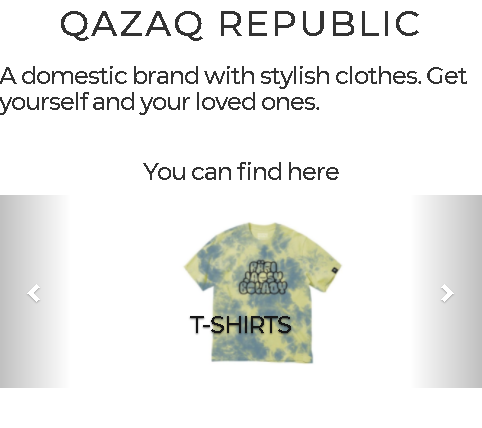 QAZAQ REPUBLIC
A domestic brand with stylish clothes. Get
yourself and your loved ones.
You can find here
T-SHIRTS